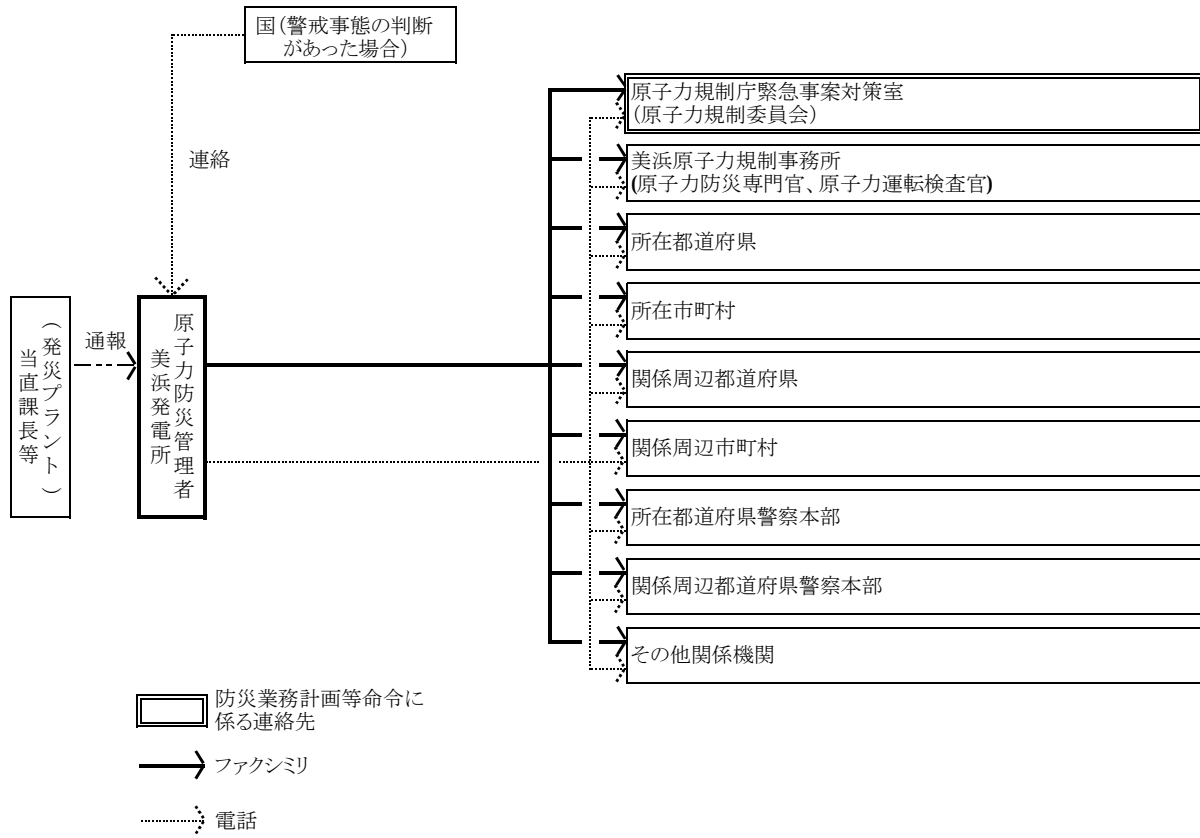 国（警戒事態の判断
があった場合）
連絡
通報
（発災プラント）
当直課長等
原子力防災管理者
美浜発電所
原子力規制庁緊急事案対策室
（原子力規制委員会）
美浜原子力規制事務所
(原子力防災専門官、原子力運転検査官)
所在都道府県
所在市町村
関係周辺都道府県
関係周辺市町村
所在都道府県警察本部
関係周辺都道府県警察本部
その他関係機関
防災業務計画等命令に
係る連絡先
ファクシミリ
電話